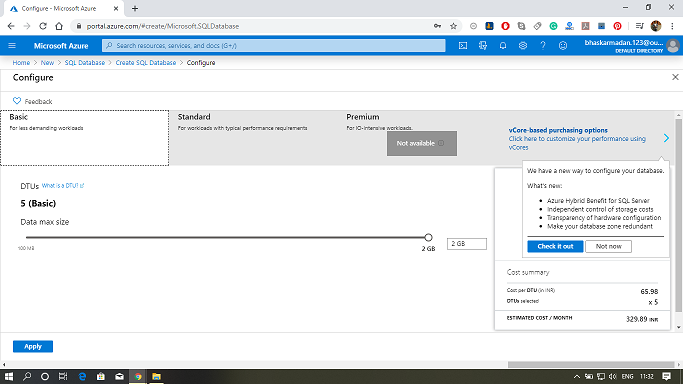 Configure - Microsoft Azure
portal.azure.com/#create/Microsoft.SQLDatabase
Microsoft Azure
Search resources, services, and docs (G+/)
bhaskarmadan.123@ou...
DEFAULT DIRECTORY
Home > New > SQL Database > Create SQL Database > Configure
Configure
Feedback
Basic
For less demanding workloads
Standard
For workloads with typical performance requirements
Premium
For IO-intensive workloads.
Not available
vCore-based purchasing options
Click here to customize your performance using
vCores
We have a new way to configure your database.
What's new:
Azure Hybrid Benefit for SQL Server
Independent control of storage costs
Transparency of hardware configuration
Make your database zone redundant
Check it out
Not now
DTUs What is a DTU?
5 (Basic)
Data max size
100 MB
2 GB
2 GB
Cost summary
Cost per DTU (in INR)
65.98
DTUs selected
x 5
ESTIMATED COST / MONTH
329.89 INR
Apply
ENG
11:32